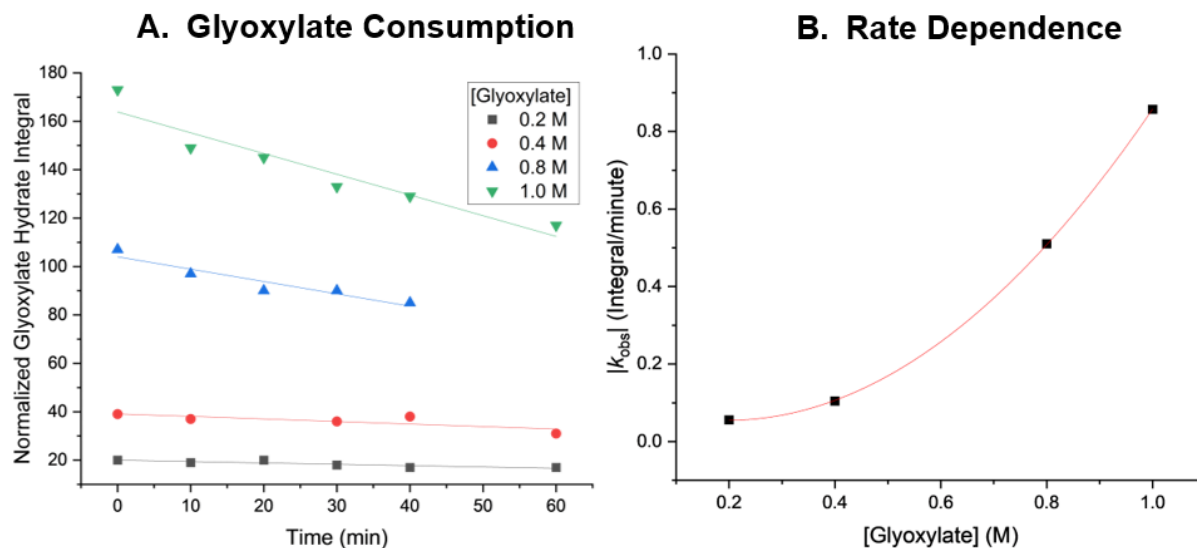 A. Glyoxylate Consumption
Normalized Glyoxylate Hydrate Integral
180
160
140
120
100
80
60
40
20
0
10
20
30
40
50
60
Time (min)
[Glyoxylate]
0.2 M
0.4 M
0.8 M
1.0 M
B. Rate Dependence
|kobs| (Integral/minute)
1.0
0.8
0.6
0.4
0.2
0.0
0.2
0.4
0.6
0.8
1.0
[Glyoxylate] (M)